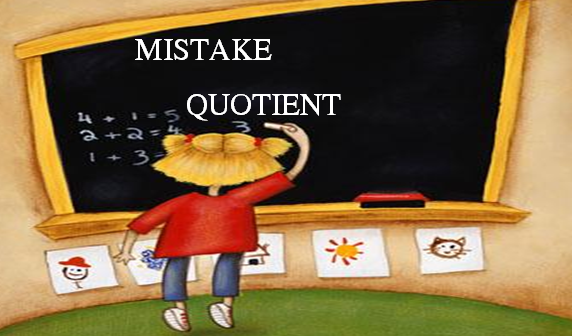 MISTAKE
QUOTIENT
4 + 1 = 5
2 + 2 = 4 3
1 + 3 =